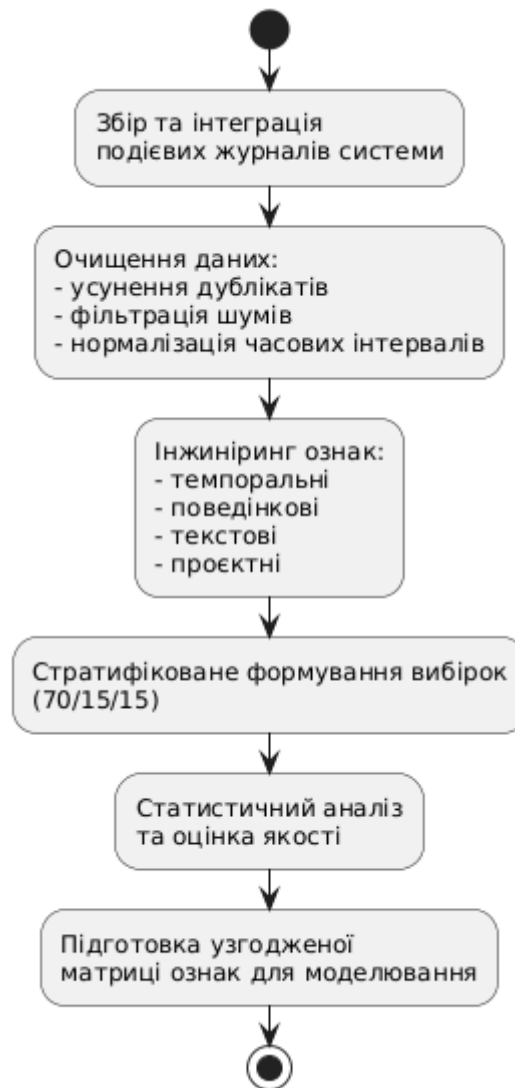 Збір та інтеграція
подієвих журналів системи
Очищення даних:
- усунення дублікатів
- фільтрація шумів
- нормалізація часових інтервалів
Інжиніринг ознак:
- темпоральні
- поведінкові
- текстові
- проєктні
Стратифіковане формування вибірок
(70/15/15)
Статистичний аналіз
та оцінка якості
Підготовка узгодженої
матриці ознак для моделювання